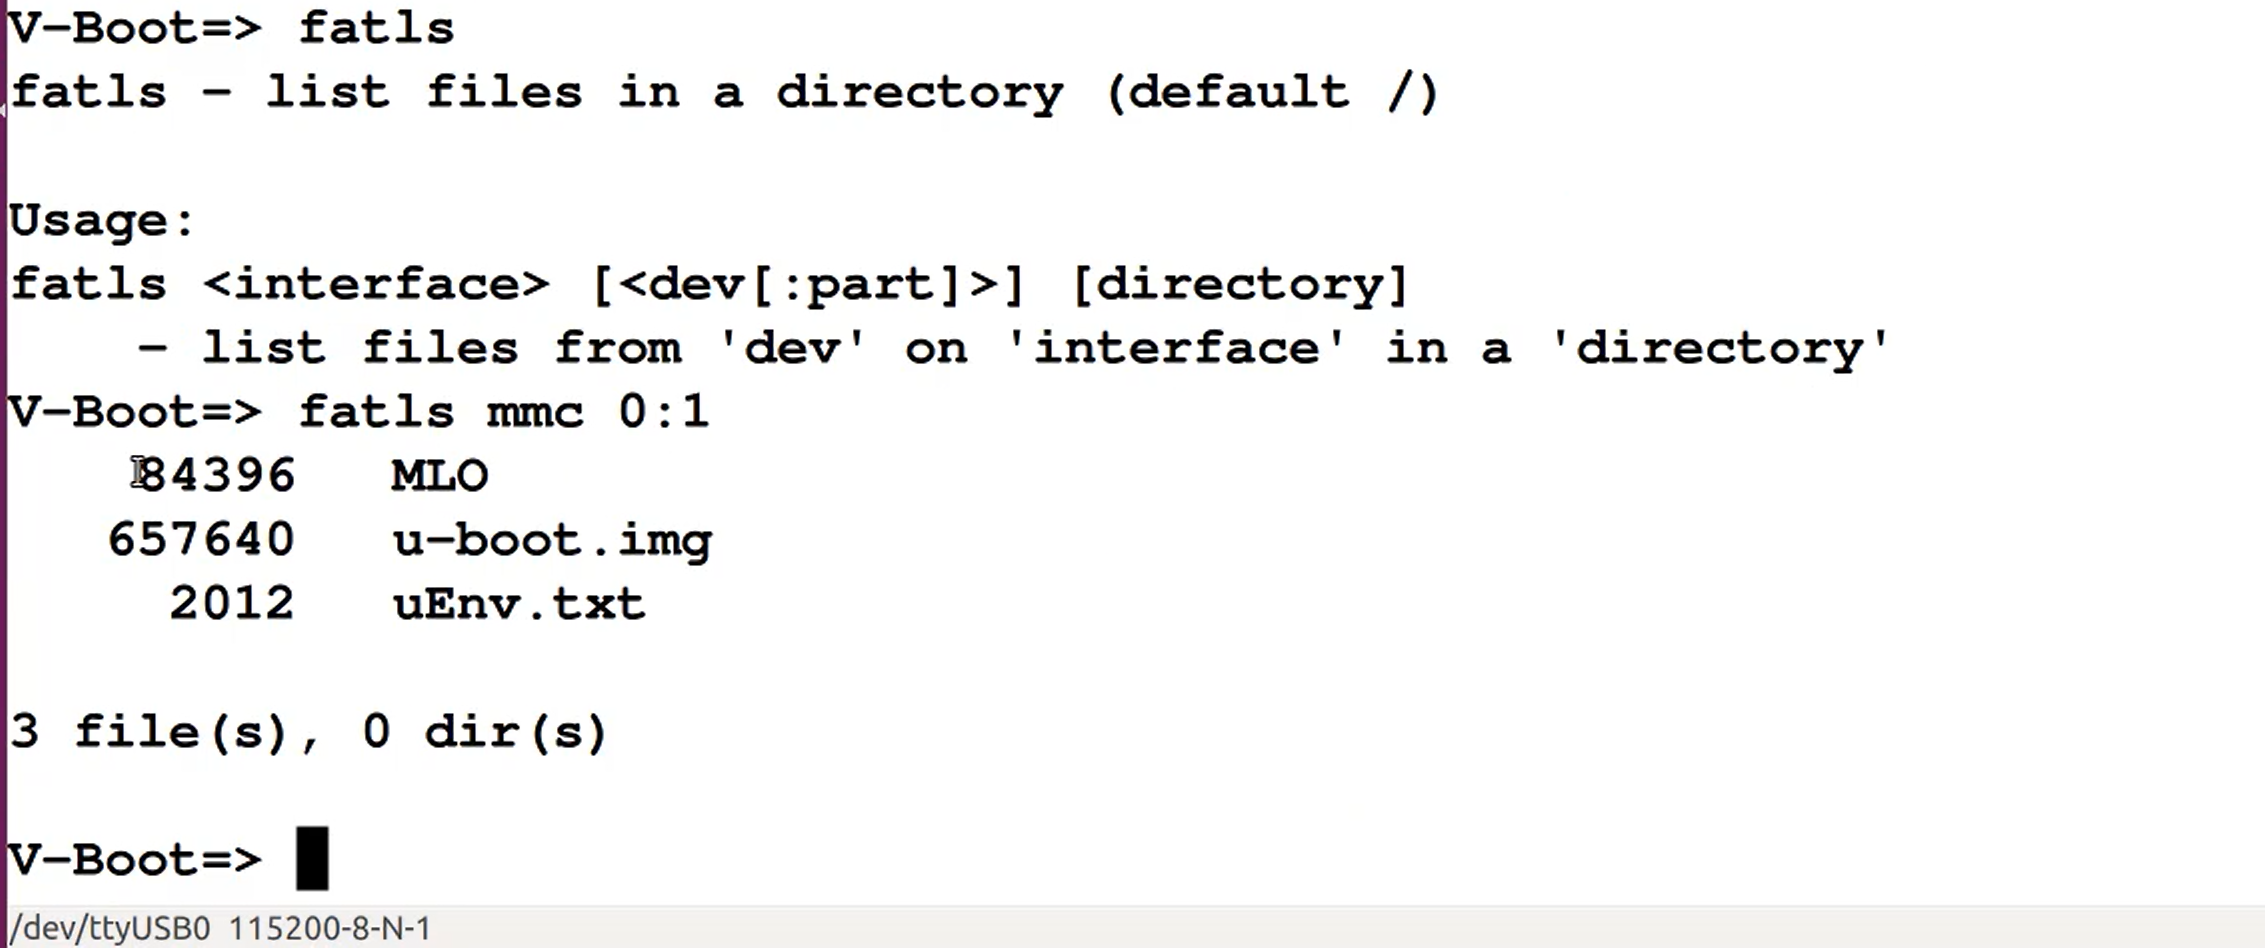 V-Boot=> fatls
fatls - list files in a directory (default /)
Usage:
fatls <interface> [<dev[:part]>] [directory]
    - list files from 'dev' on 'interface' in a 'directory'
V-Boot=> fatls mmc 0:1
    84396   MLO
   657640   u-boot.img
     2012   uEnv.txt
3 file(s), 0 dir(s)
V-Boot=>
/dev/ttyUSB0 115200-8-N-1